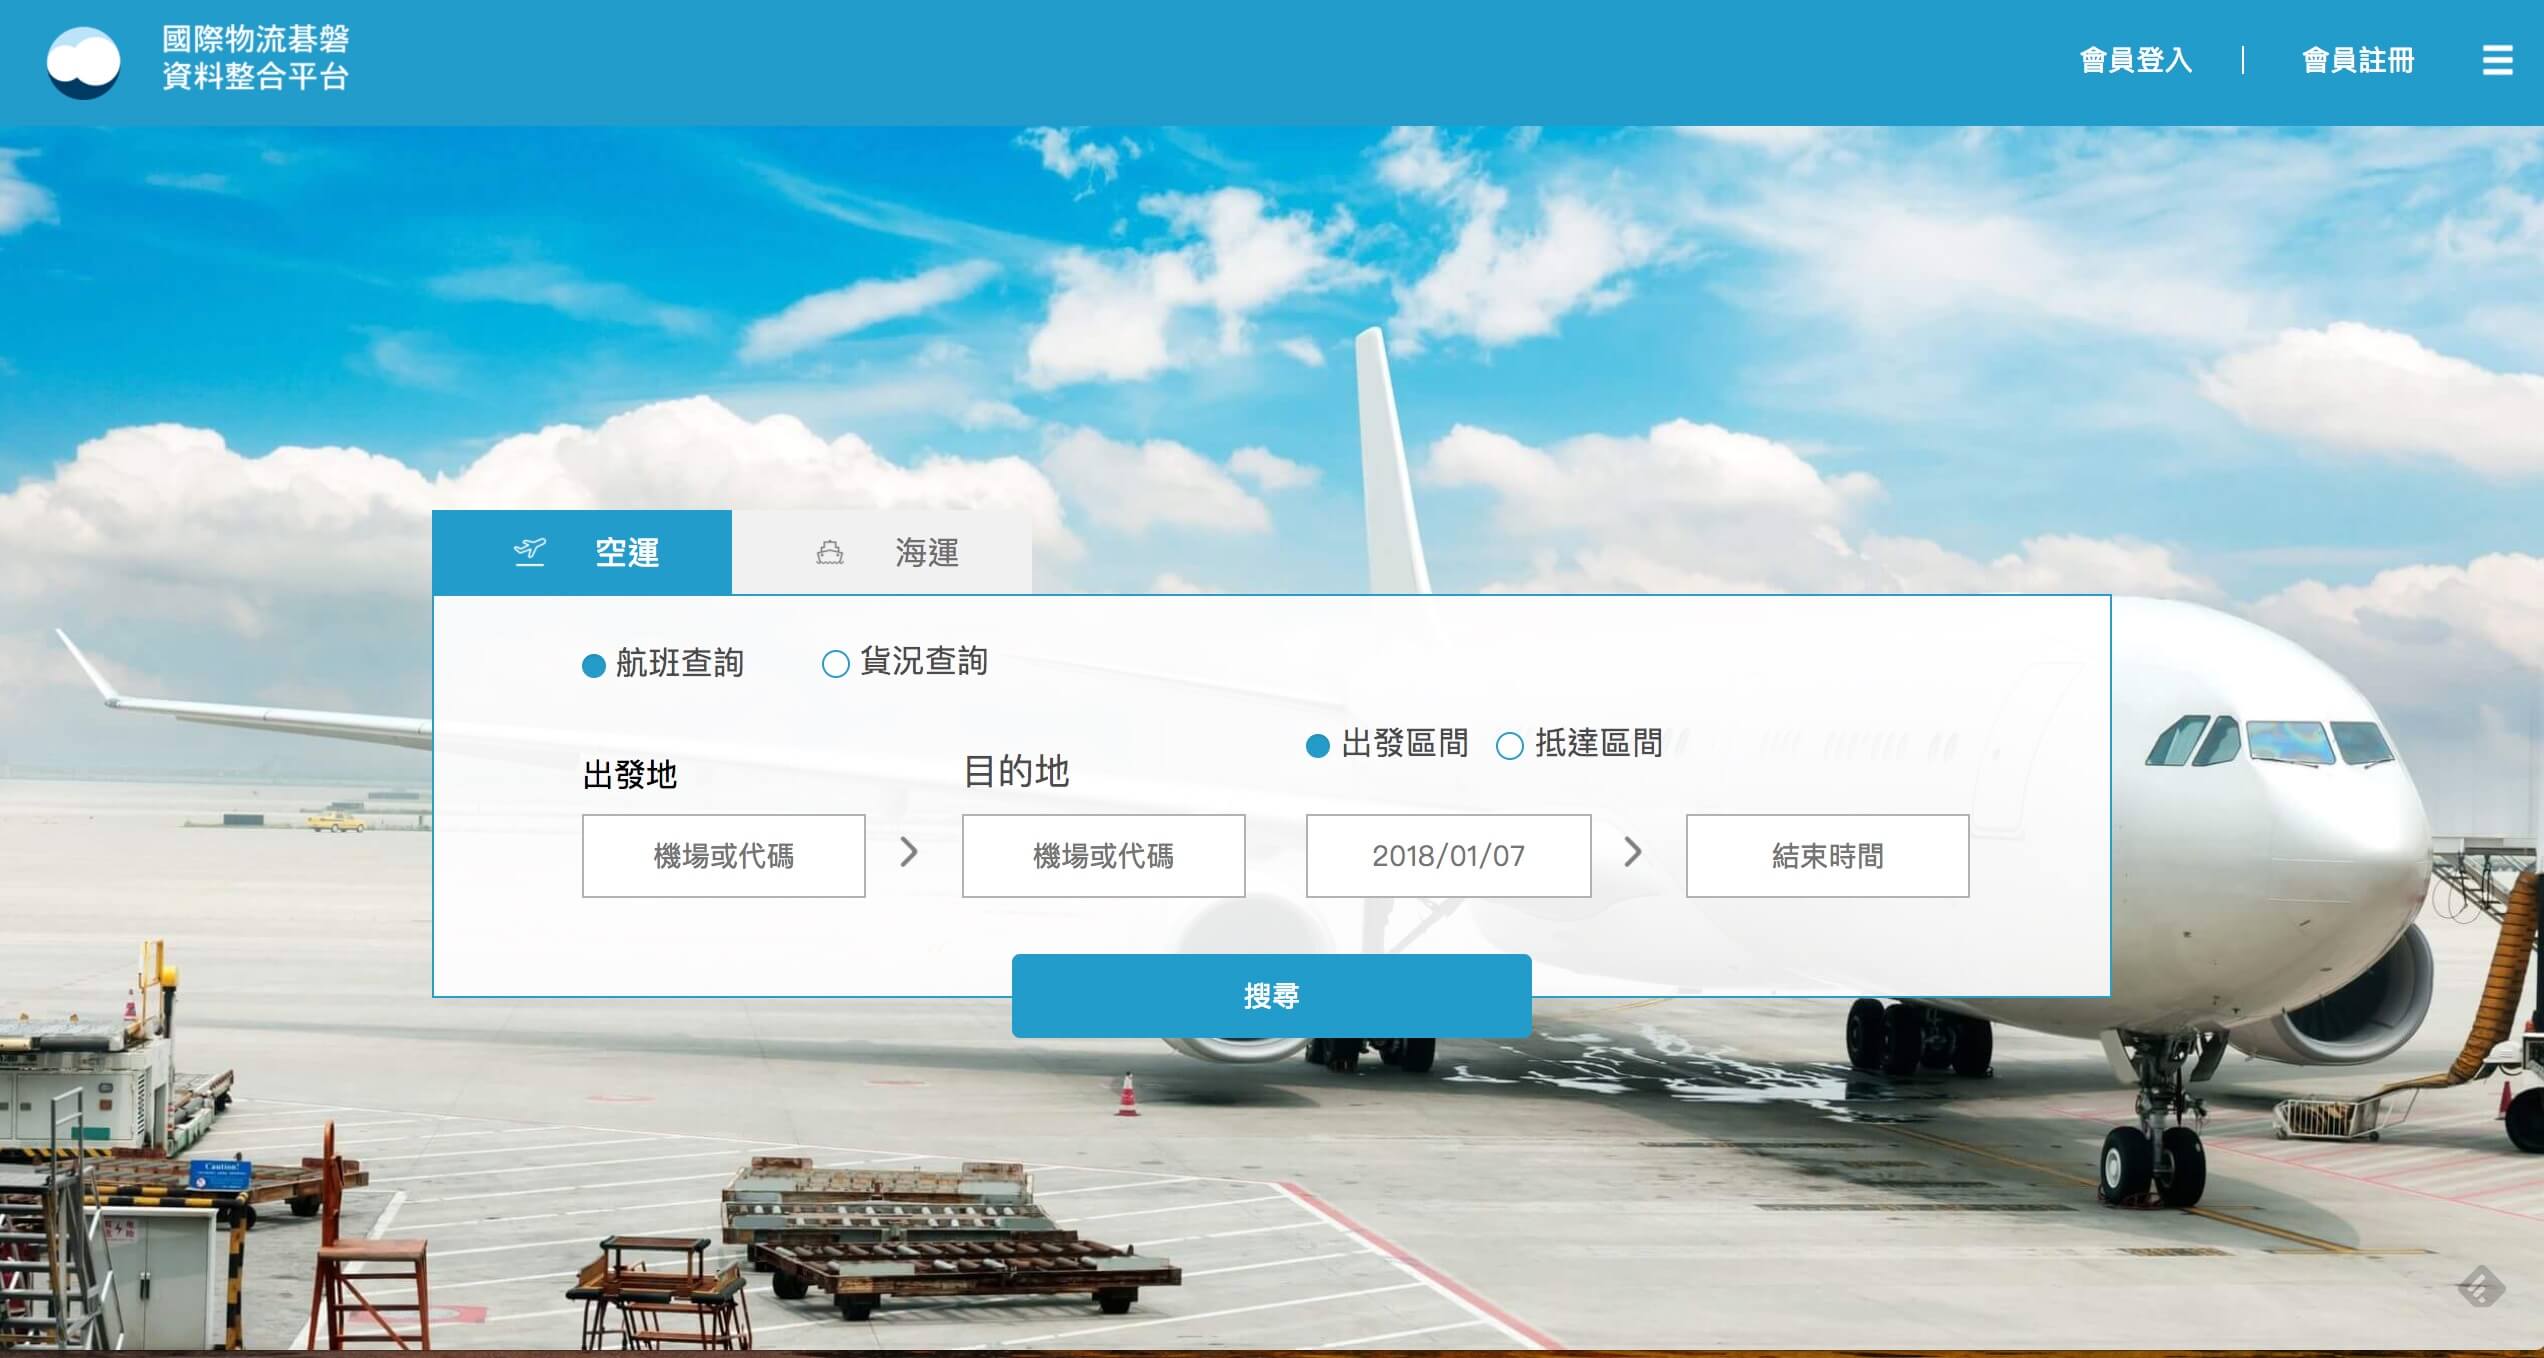 國際物流碁磐
資料整合平台
會員登入 | 會員註冊
空運 海運
航班查詢 貨況查詢
出發區間 抵達區間
出發地 目的地
機場或代碼 機場或代碼 2018/01/07 結束時間
搜尋
Caution!